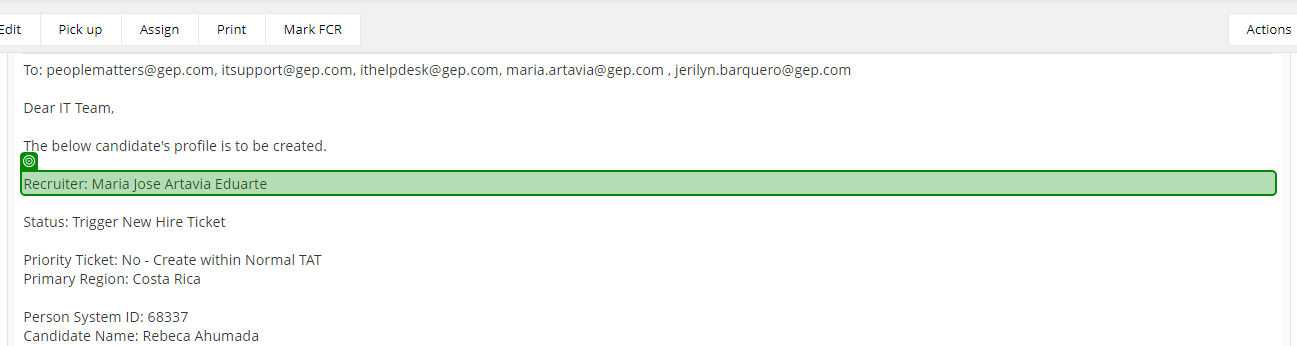 Edit Pick up Assign Print Mark FCR Actions
To: peoplematters@gep.com, itsupport@gep.com, ithelpdesk@gep.com, maria.artavia@gep.com , jerilyn.barquero@gep.com
Dear IT Team,
The below candidate's profile is to be created.
Recruiter: Maria Jose Artavia Eduarte
Status: Trigger New Hire Ticket
Priority Ticket: No - Create within Normal TAT
Primary Region: Costa Rica
Person System ID: 68337
Candidate Name: Rebeca Ahumada